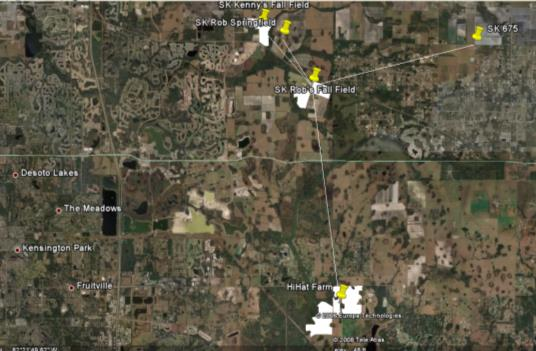 SK Kenny's Fall Field
SK Rob Springfield
SK 675
SK Rob's Fall Field
Desoto Lakes
The Meadows
Kensington Park
Fruitville
HiHat Farm
© 2008 Europa Technologies
© 2008 Tele Atlas